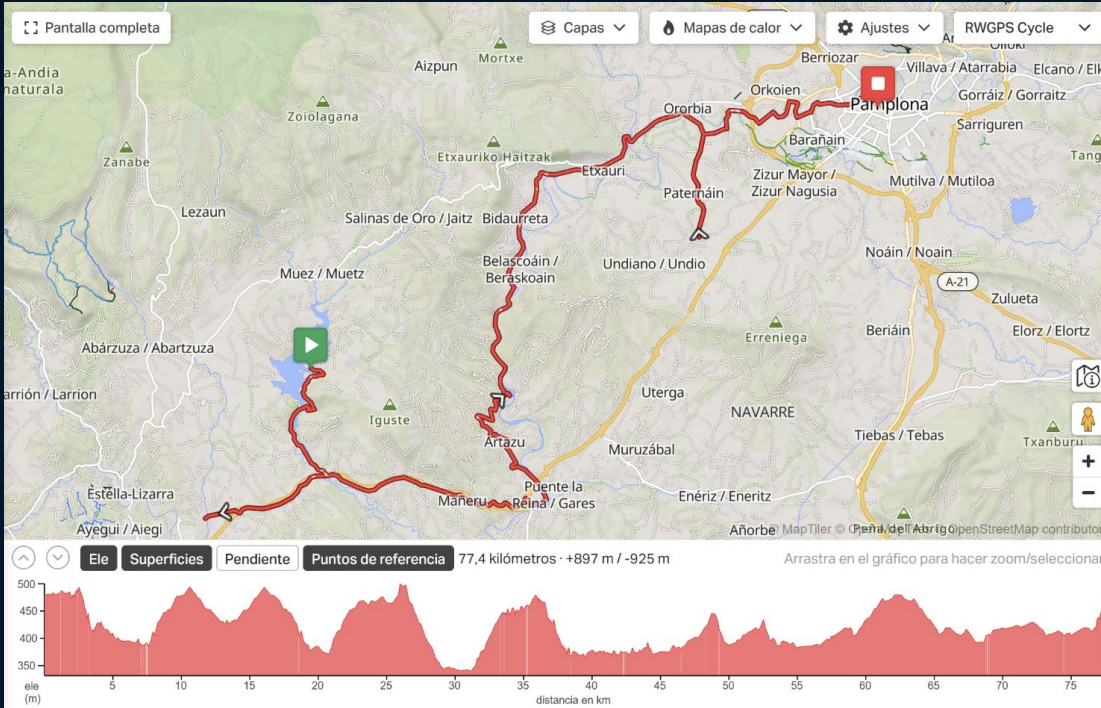 Pantalla completa
Capas
Mapas de calor
Ajustes
RWGPS Cycle
a-Andia
naturala
Aizpun
Mortxe
Berriozar
Villava / Atarrabia
Elcano / Elk
Orkoien
Gorráiz / Gorraitz
Zoiolagana
Ororbia
Pamplona
Sarriguren
Zanabe
Etxauriko Haitzak
Barañain
Etxauri
Zizur Mayor /
Zizur Nagusia
Mutilva / Mutiloa
Tang
Paternáin
Lezaun
Salinas de Oro / Jaitz
Bidaurreta
Belascoáin /
Beraskoain
Undiano / Undio
Noáin / Noain
Muez / Muetz
A-21
Zulueta
Erreniega
Beriáin
Elorz / Elortz
Abárzuza / Abartzuza
arrión / Larrion
Iguste
Uterga
NAVARRE
Artazu
Muruzábal
Tiebas / Tebas
Txanburu
Estella-Lizarra
Mañeru
Puente la
Reina / Gares
Enériz / Eneritz
Ayegui / Aiegi
Añorbe
Peña del Abrigo
© MapTiler © OpenStreetMap contributor
Ele
Superficies
Pendiente
Puntos de referencia
77,4 kilómetros · +897 m / -925 m
Arrastra en el gráfico para hacer zoom/seleccionar
500
450
400
350
ele
(m)
5 10 15 20 25 30 35 40 45 50 55 60 65 70 75
distancia en km